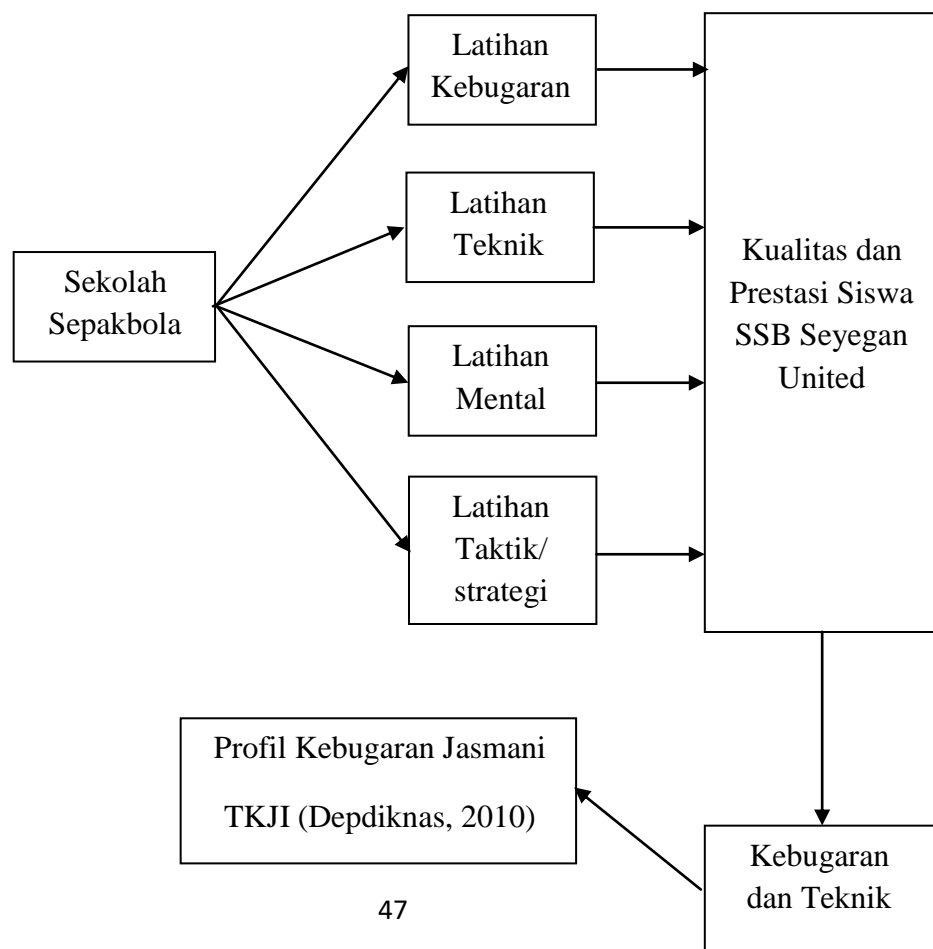 Latihan
Kebugaran
Latihan
Teknik
Sekolah
Sepakbola
Latihan
Mental
Latihan
Taktik/
strategi
Kualitas dan
Prestasi Siswa
SSB Seyegan
United
Profil Kebugaran Jasmani
TKJI (Depdiknas, 2010)
Kebugaran
dan Teknik
47